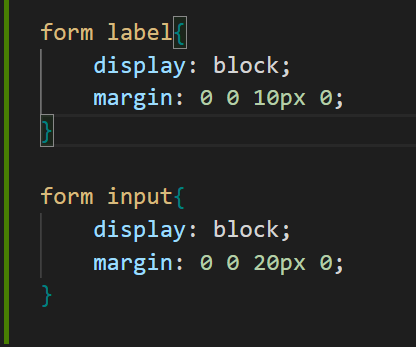 form label{
    display: block;
    margin: 0 0 10px 0;
}
form input{
    display: block;
    margin: 0 0 20px 0;
}